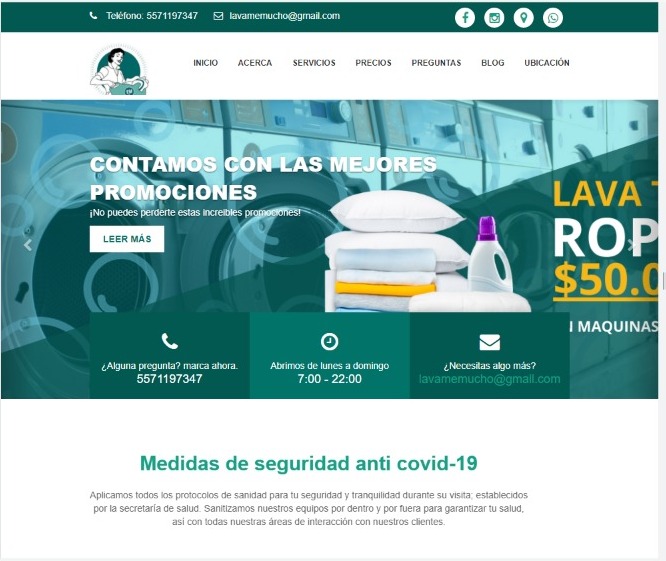 Teléfono: 5571197347 lavamemucho@gmail.com
INICIO ACERCA SERVICIOS PRECIOS PREGUNTAS BLOG UBICACIÓN
CONTAMOS CON LAS MEJORES
PROMOCIONES
¡No puedes perderte estas increíbles promociones!
LEER MÁS
LAVA
ROP
$50.0
N MAQUINAS
¿Alguna pregunta? marca ahora.
5571197347
Abrimos de lunes a domingo
7:00 - 22:00
¿Necesitas algo más?
lavamemucho@gmail.com
Medidas de seguridad anti covid-19
Aplicamos todos los protocolos de sanidad para tu seguridad y tranquilidad durante su visita; establecidos
por la secretaría de salud. Sanitizamos nuestros equipos por dentro y por fuera para garantizar tu salud,
así con todas nuestras áreas de interacción con nuestros clientes.